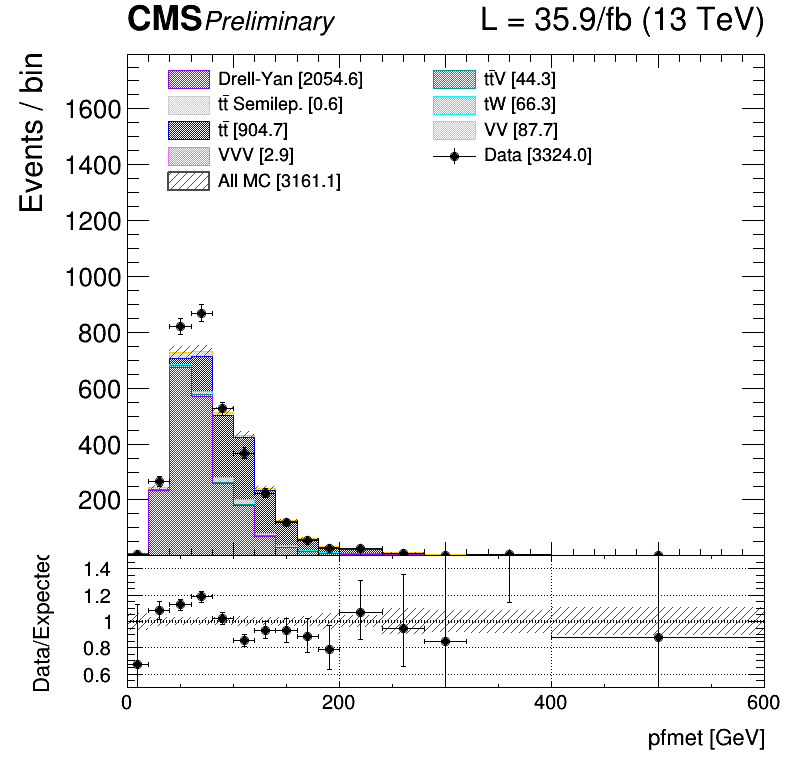 CMS Preliminary L = 35.9/fb (13 TeV)
Events / bin
Drell-Yan [2054.6]
tt̄ Semilep. [0.6]
tt̄ [904.7]
VVV [2.9]
All MC [3161.1]
tt̄V [44.3]
tW [66.3]
VV [87.7]
Data [3324.0]
1600
1400
1200
1000
800
600
400
200
Data/Expected
1.4
1.2
1
0.8
0.6
0 200 400 600
pfmet [GeV]